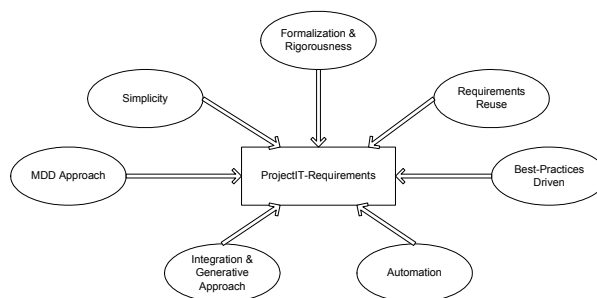 Formalization &
Rigorousness
Simplicity
Requirements
Reuse
MDD Approach
ProjectIT-Requirements
Best-Practices
Driven
Integration &
Generative
Approach
Automation